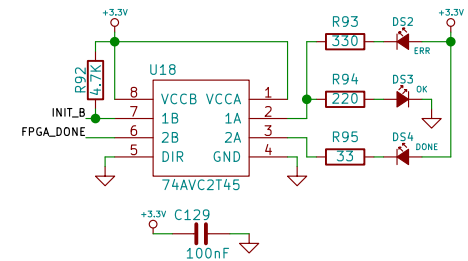 +3.3V
+3.3V
R93
330
DS2
ERR
R92
4.7K
U18
R94
220
DS3
OK
8
VCCB
VCCA
1
INIT_B
7
1B
1A
2
FPGA_DONE
6
2B
2A
3
R95
33
DS4
DONE
5
DIR
GND
4
74AVC2T45
+3.3V
C129
100nF